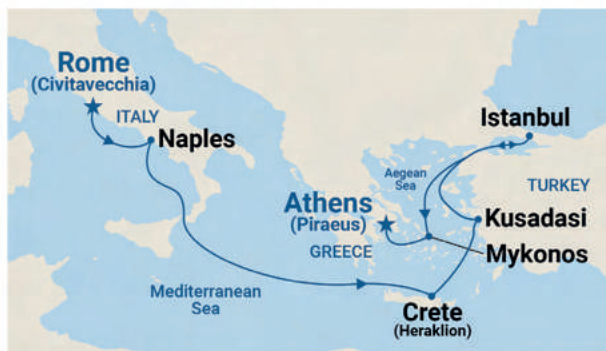 Rome
(Civitavecchia)
ITALY
Naples
Istanbul
Aegean
Sea
TURKEY
Athens
(Piraeus)
GREECE
Kusadasi
Mykonos
Mediterranean
Sea
Crete
(Heraklion)